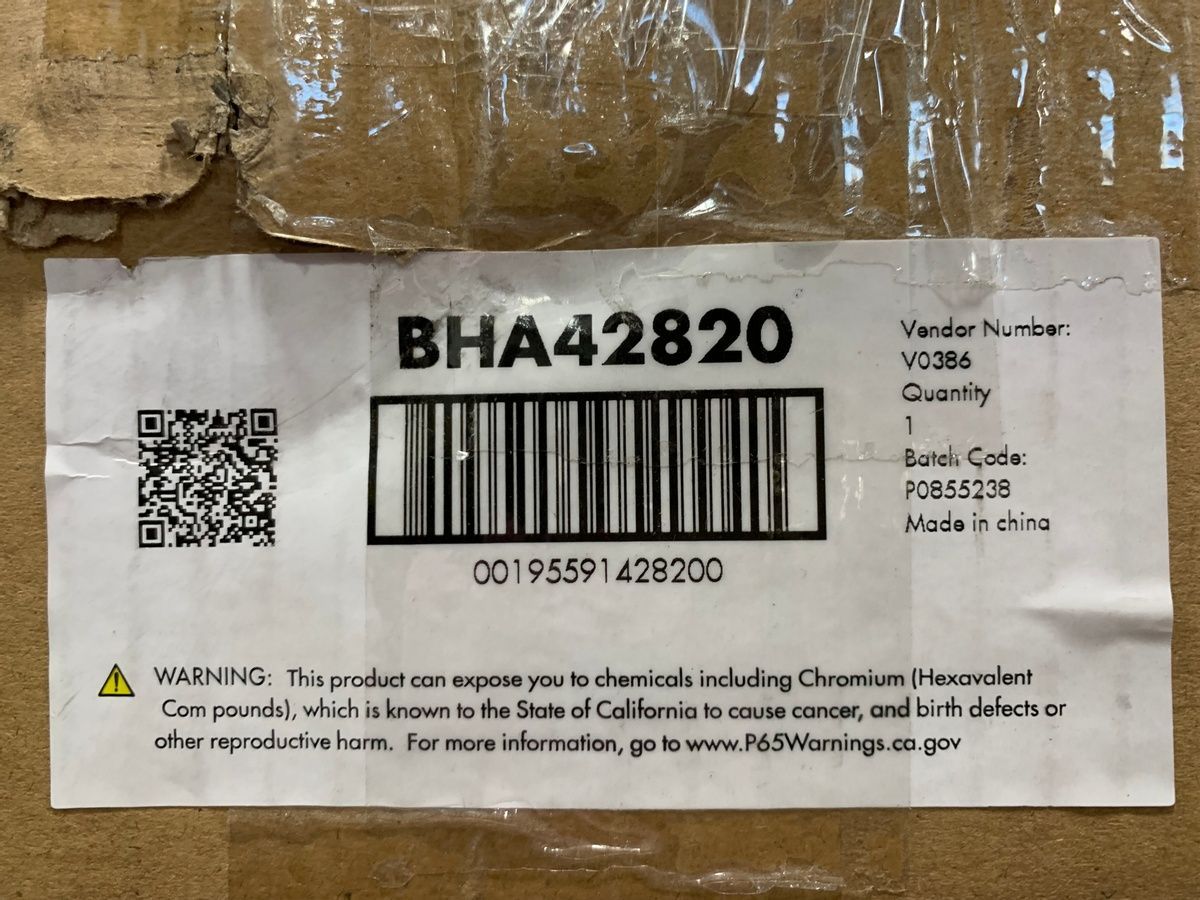 BHA42820
00195591428200
Vendor Number:
V0386
Quantity
1
Batch Code:
P0855238
Made in china
WARNING: This product can expose you to chemicals including Chromium (Hexavalent
Com pounds), which is known to the State of California to cause cancer, and birth defects or
other reproductive harm. For more information, go to www.P65Warnings.ca.gov